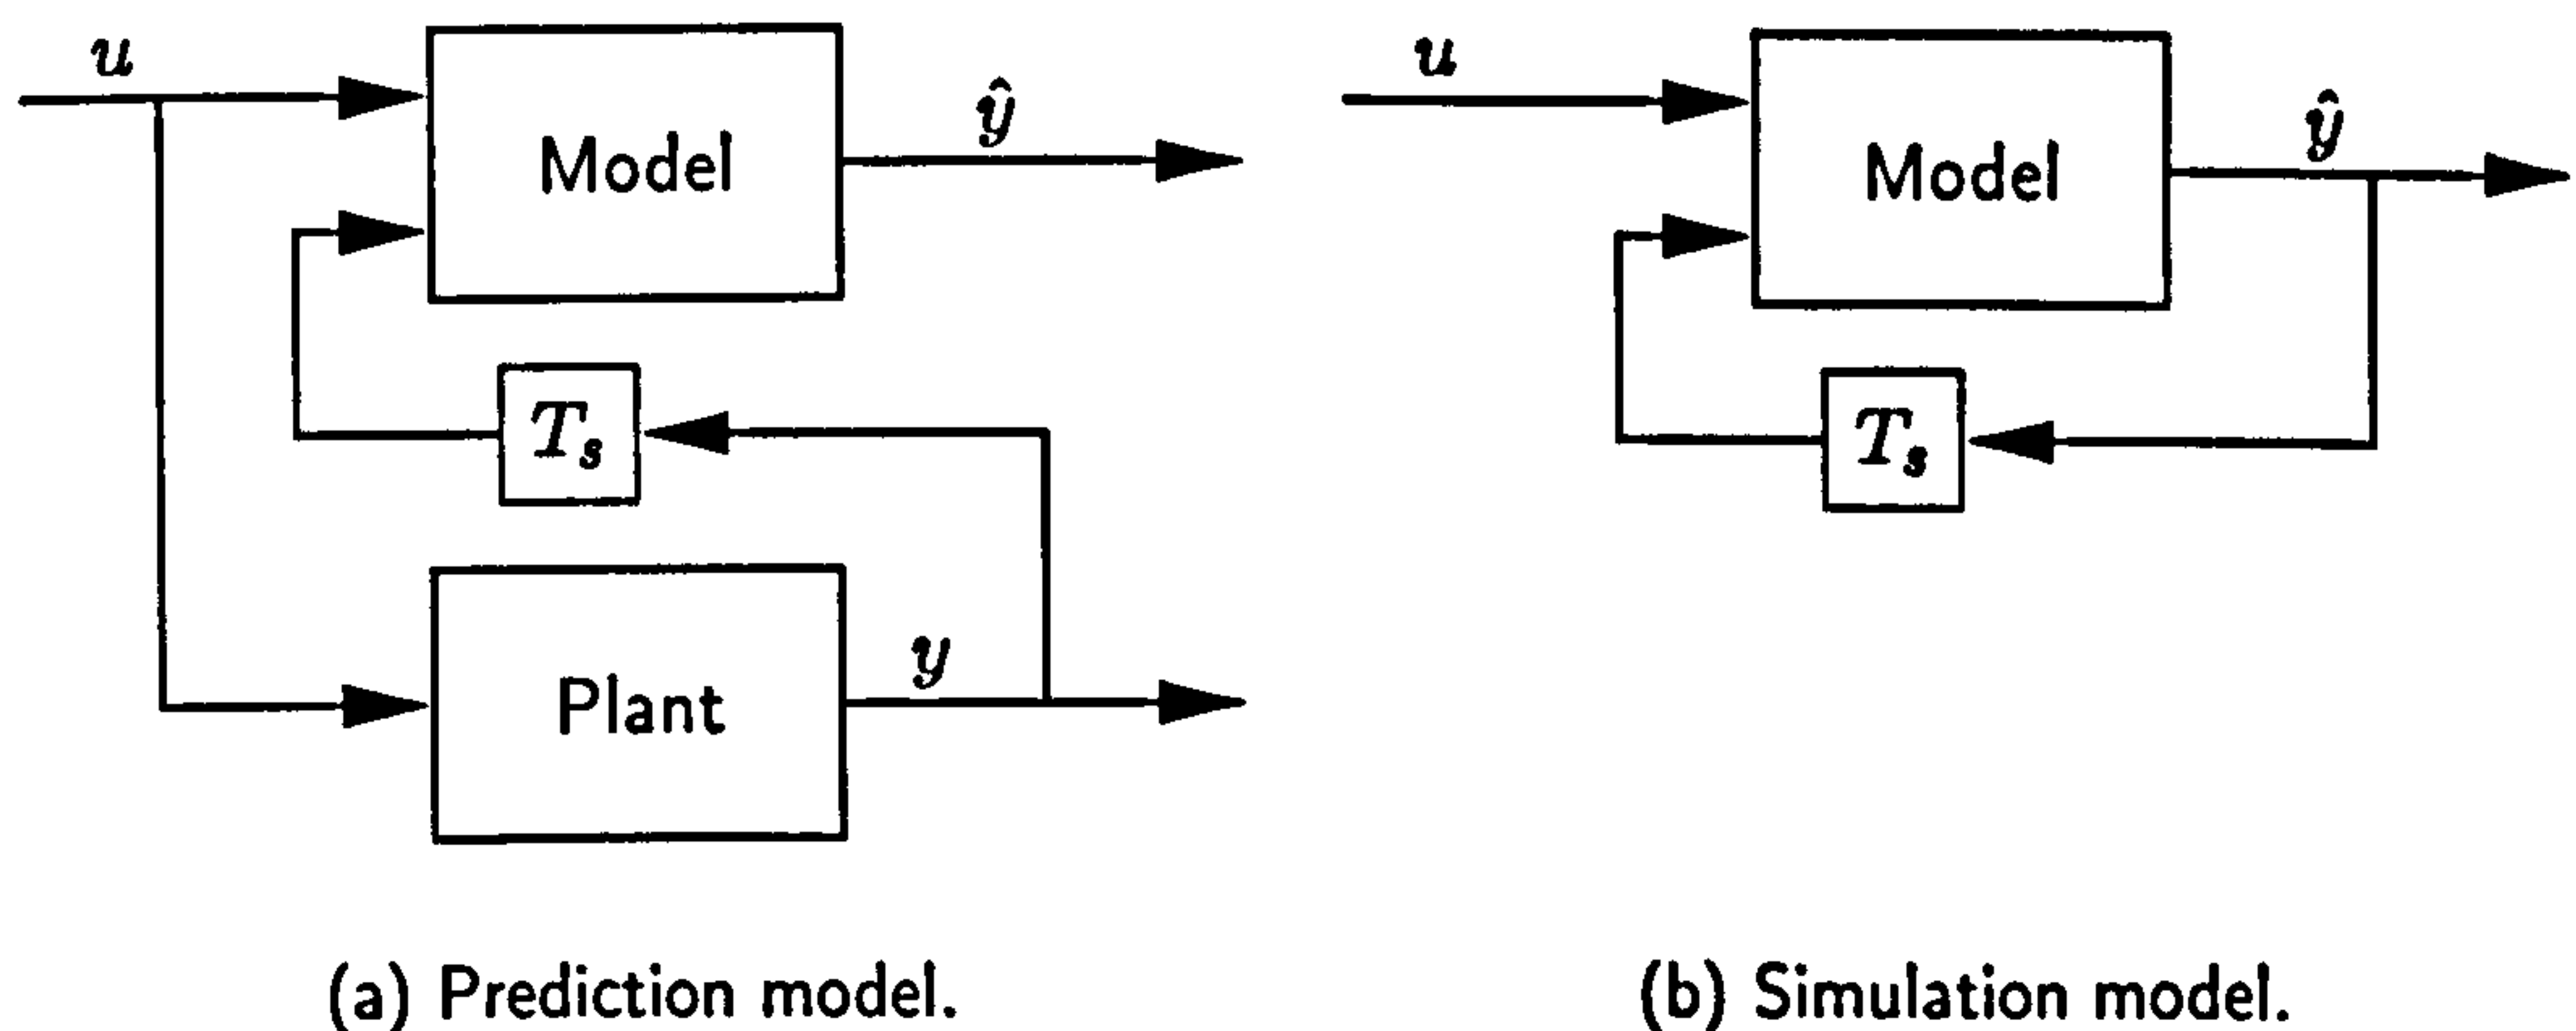 u
Model
ŷ
T_s
Plant
y
(a) Prediction model.
u
Model
ŷ
T_s
(b) Simulation model.